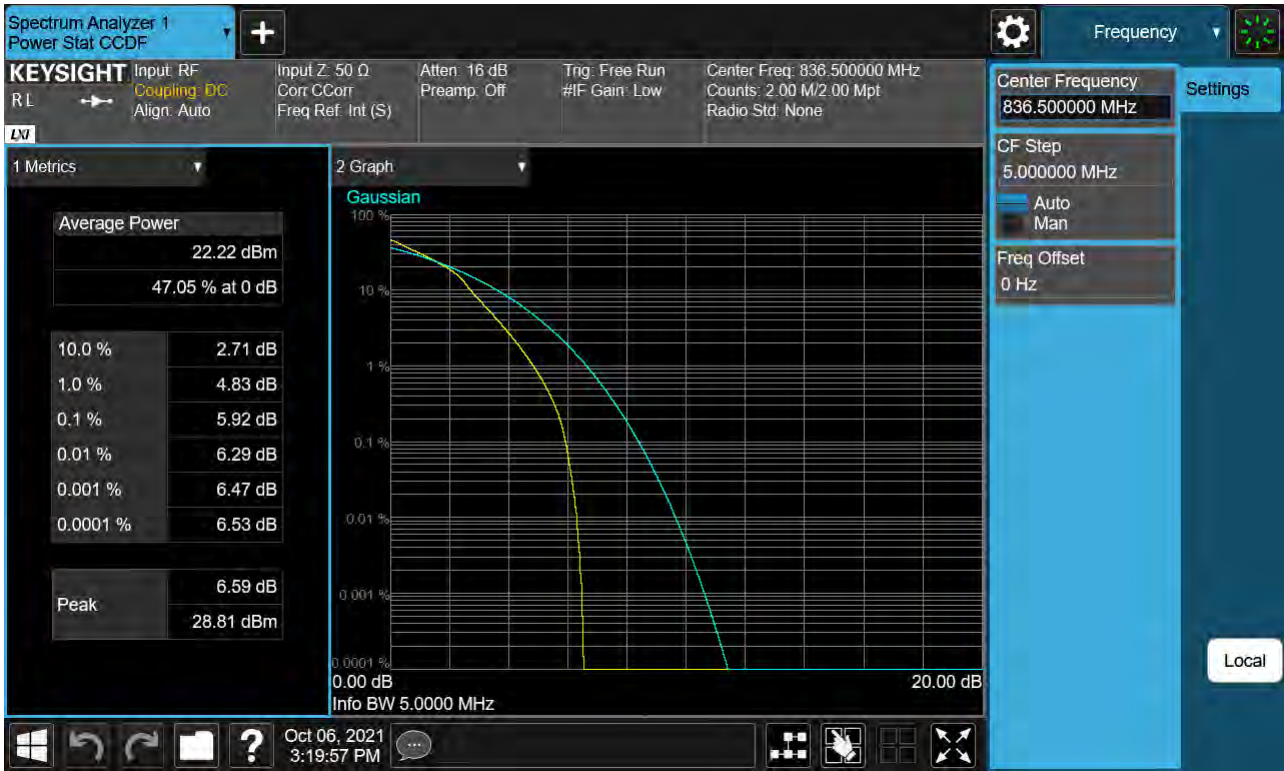 Spectrum Analyzer 1
Power Stat CCDF
Frequency
KEYSIGHT
R L
LXI
Input: RF
Coupling: DC
Align: Auto
Input Z: 50 Ω
Corr CCorr
Freq Ref: Int (S)
Atten: 16 dB
Preamp: Off
Trig: Free Run
#IF Gain: Low
Center Freq: 836.500000 MHz
Counts: 2.00 M/2.00 Mpt
Radio Std: None
Center Frequency
836.500000 MHz
Settings
CF Step
5.000000 MHz
Auto
Man
Freq Offset
0 Hz
1 Metrics
Average Power
22.22 dBm
47.05 % at 0 dB
10.0 % 2.71 dB
1.0 % 4.83 dB
0.1 % 5.92 dB
0.01 % 6.29 dB
0.001 % 6.47 dB
0.0001 % 6.53 dB
Peak 6.59 dB
28.81 dBm
2 Graph
Gaussian
100 %
10 %
1 %
0.1 %
0.01 %
0.001 %
0.0001 %
0.00 dB 20.00 dB
Info BW 5.0000 MHz
Local
?
Oct 06, 2021
3:19:57 PM